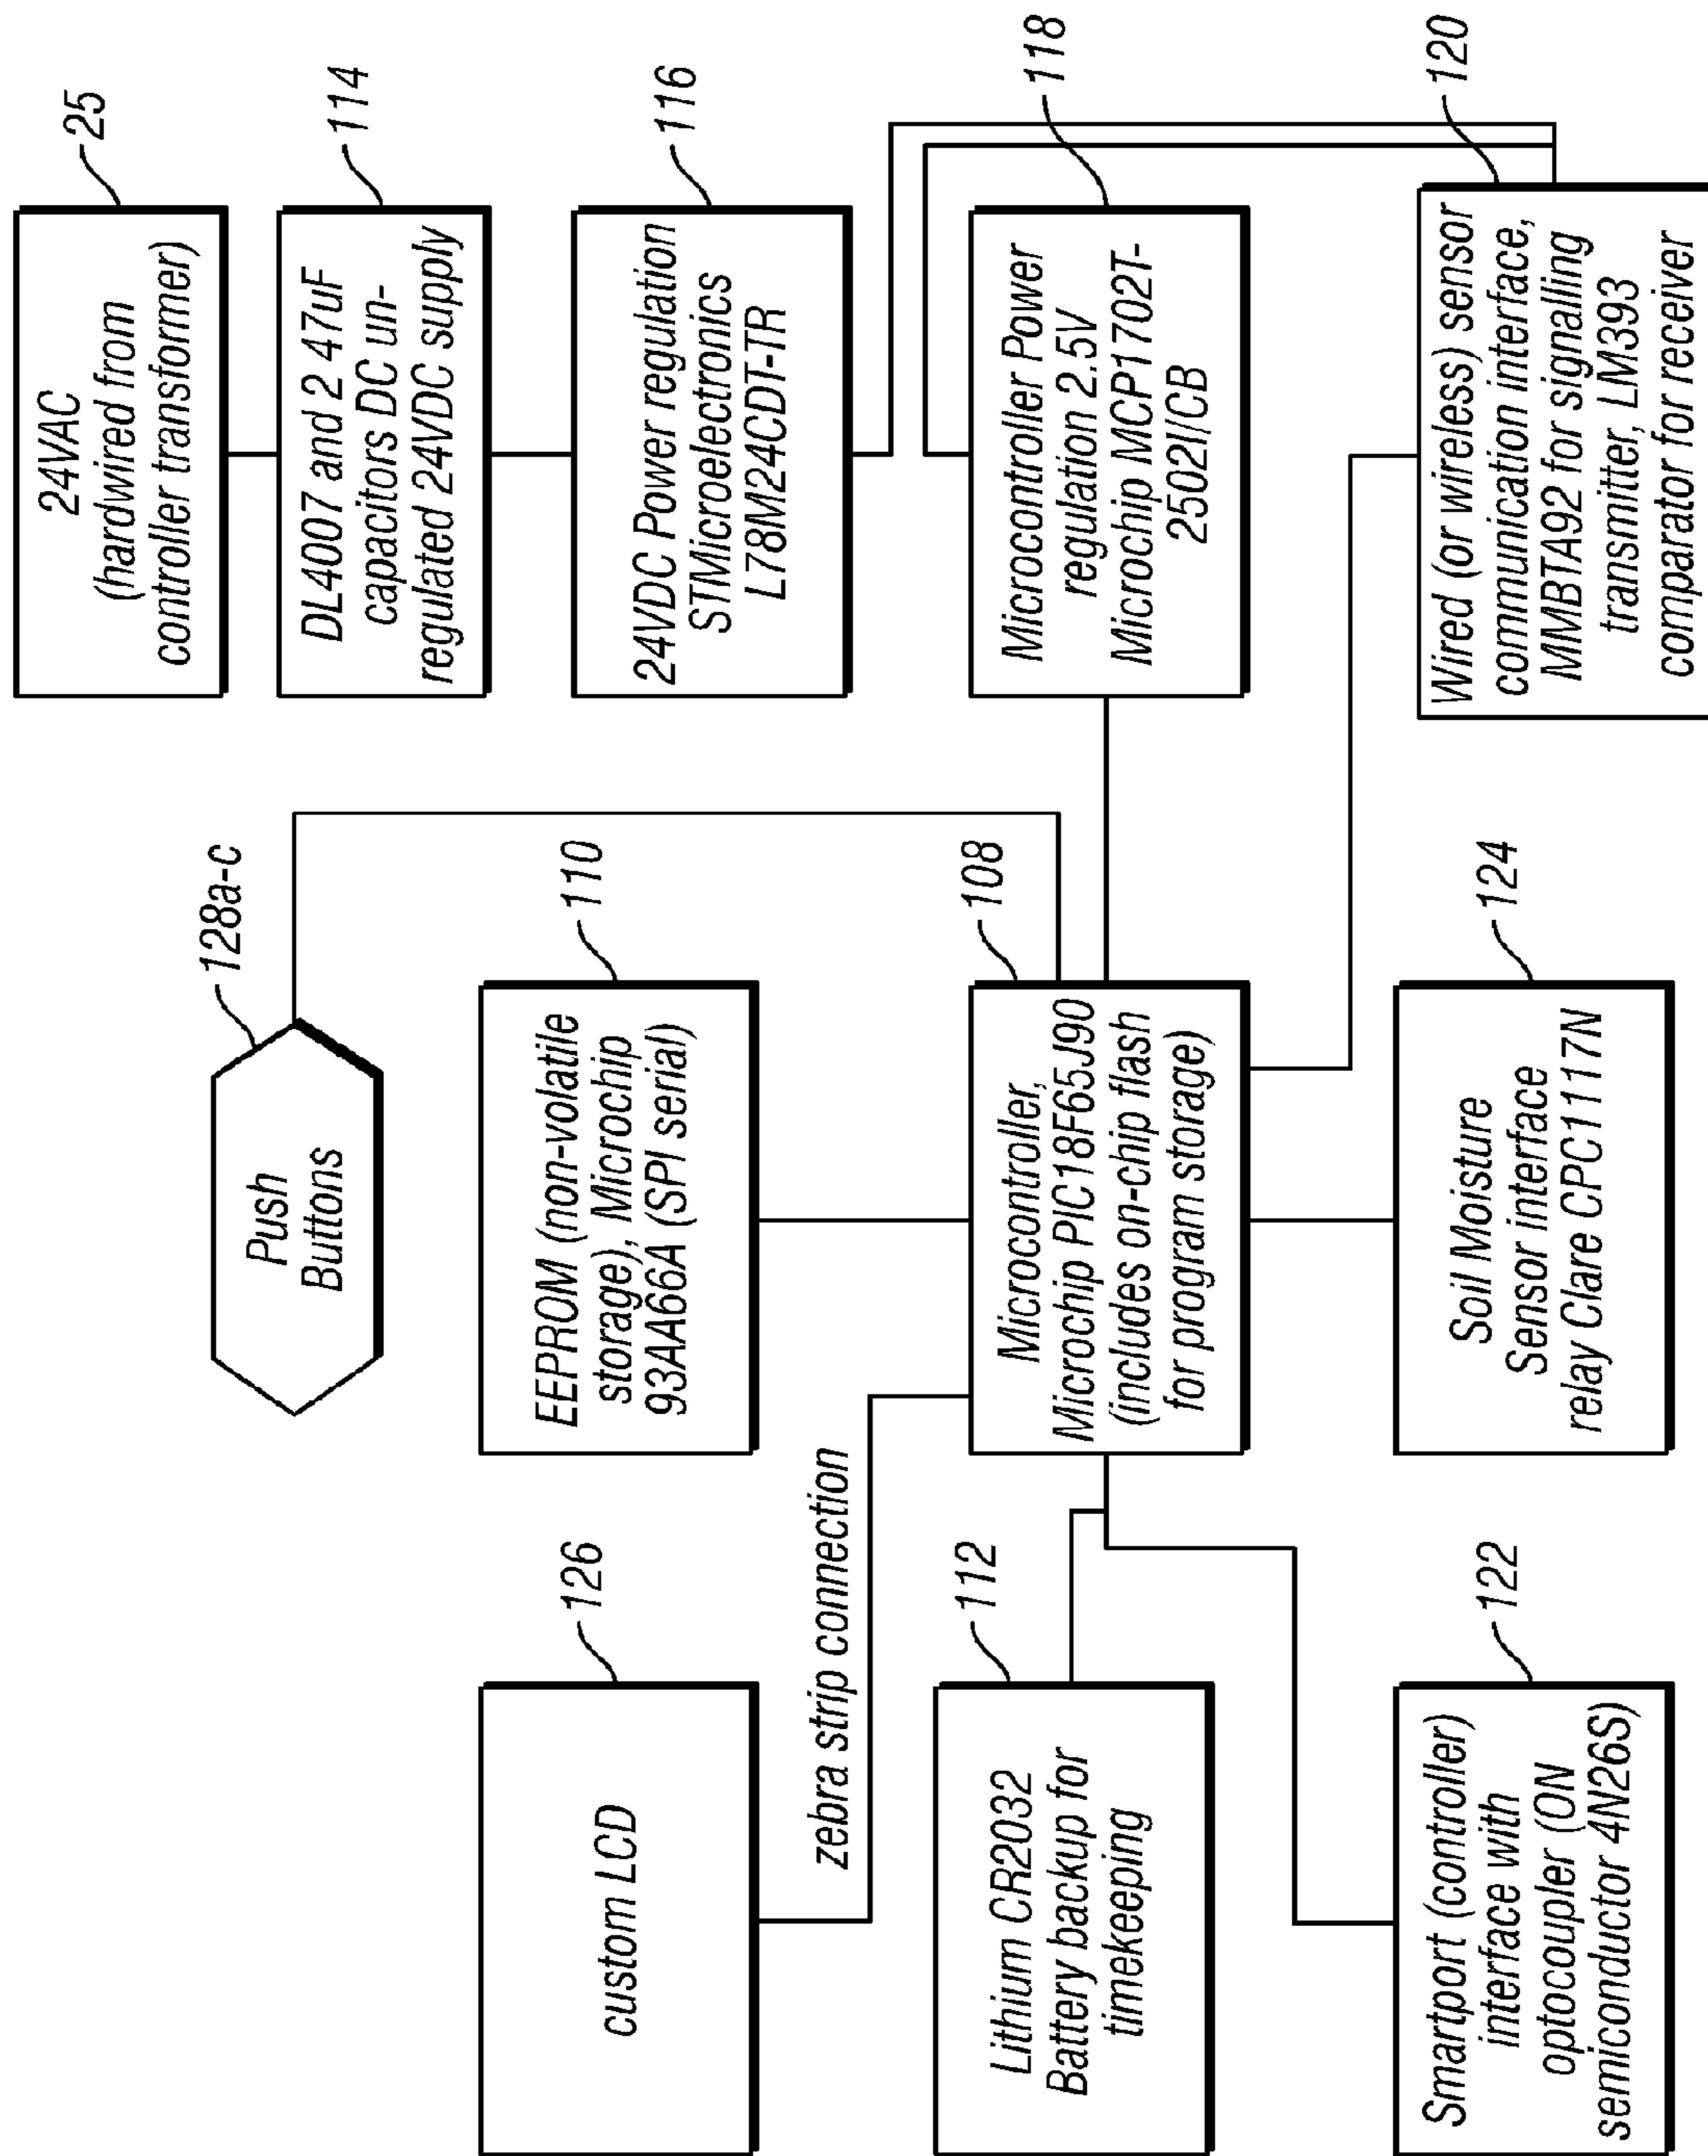 25
24VAC
(hardwired from
controller transformer)
114
DL4007 and 2 47uF
capacitors DC un-
regulated 24VDC supply
116
24VDC Power regulation
STMicroelectronics
L78M24CDT-TR
118
Microcontroller Power
regulation 2.5V
Microchip MCP1702T-
2502I/CB
120
Wired (or wireless) sensor
communication interface,
MMBTA92 for signalling
transmitter, LM393
comparator for receiver
128a-c
Push
Buttons
110
EEPROM (non-volatile
storage), Microchip
93AA66A (SPI serial)
108
Microcontroller,
Microchip PIC18F65J90
(includes on-chip flash
for program storage)
124
Soil Moisture
Sensor interface
relay Clare CPC1117N
126
custom LCD
zebra strip connection
112
Lithium CR2032
Battery backup for
timekeeping
122
Smartport (controller)
interface with
optocoupler (ON
semiconductor 4N26S)